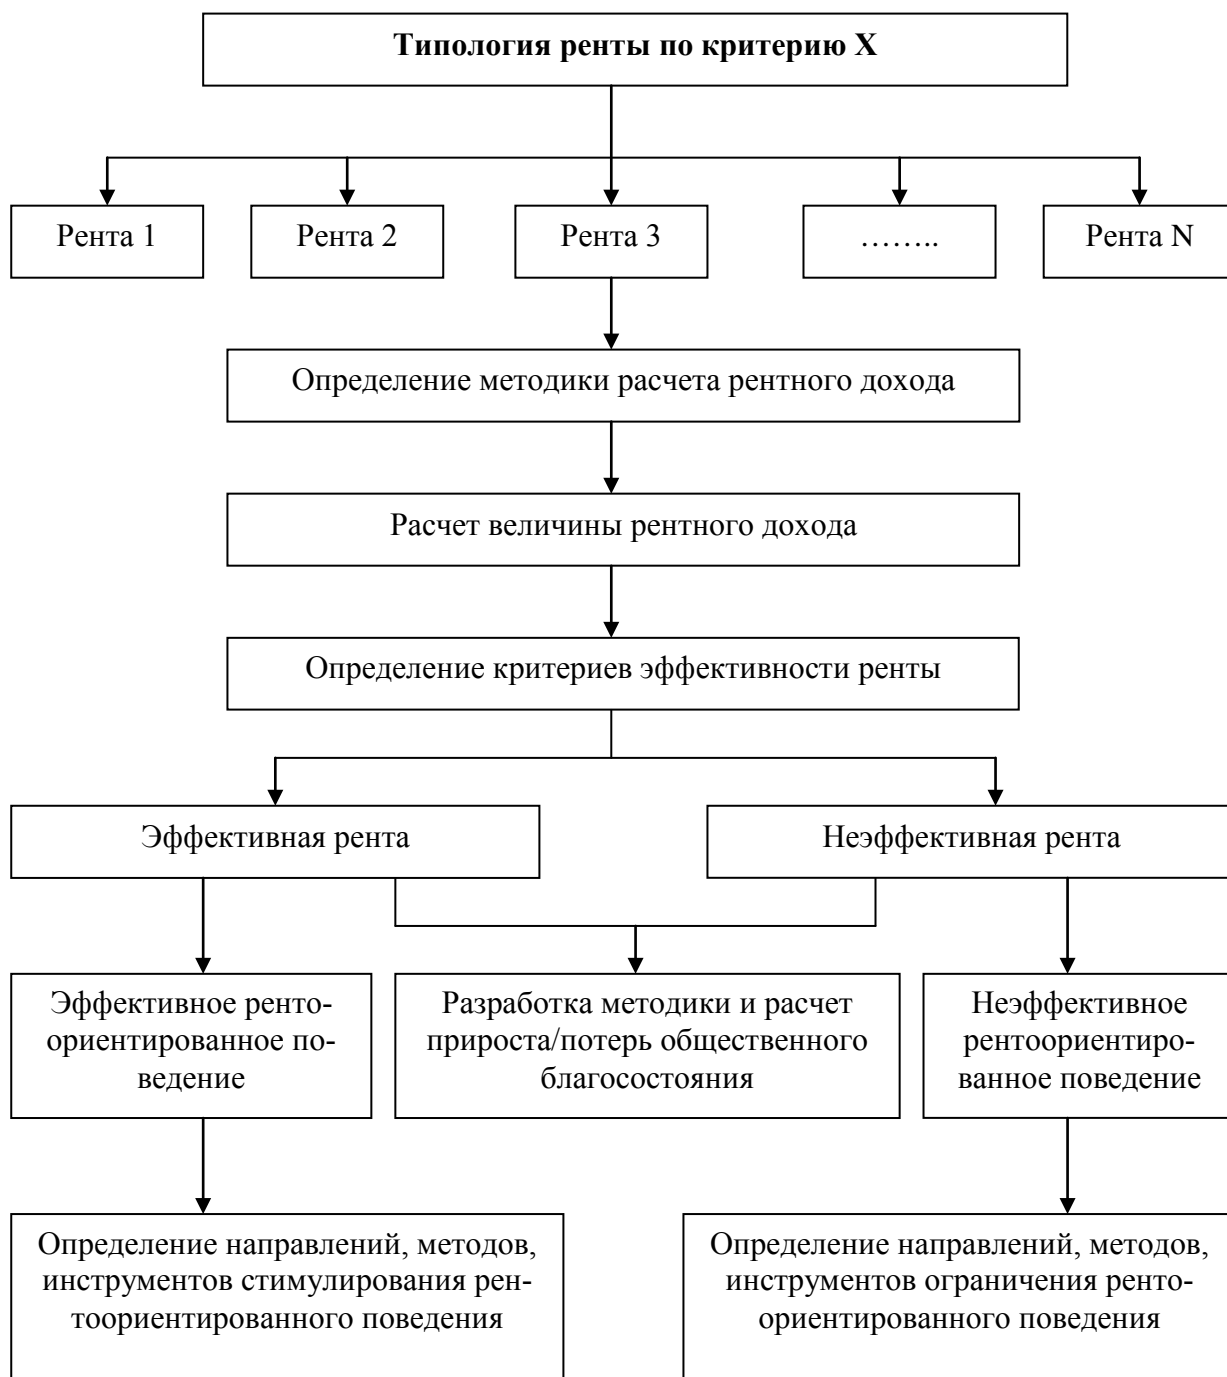 Типология ренты по критерию X
Рента 1
Рента 2
Рента 3
……..
Рента N
Определение методики расчета рентного дохода
Расчет величины рентного дохода
Определение критериев эффективности ренты
Эффективная рента
Неэффективная рента
Эффективное ренто-
ориентированное по-
ведение
Разработка методики и расчет
прироста/потерь общественного
благосостояния
Неэффективное
рентоориентиро-
ванное поведение
Определение направлений, методов,
инструментов стимулирования рен-
тоориентированного поведения
Определение направлений, методов,
инструментов ограничения ренто-
ориентированного поведения